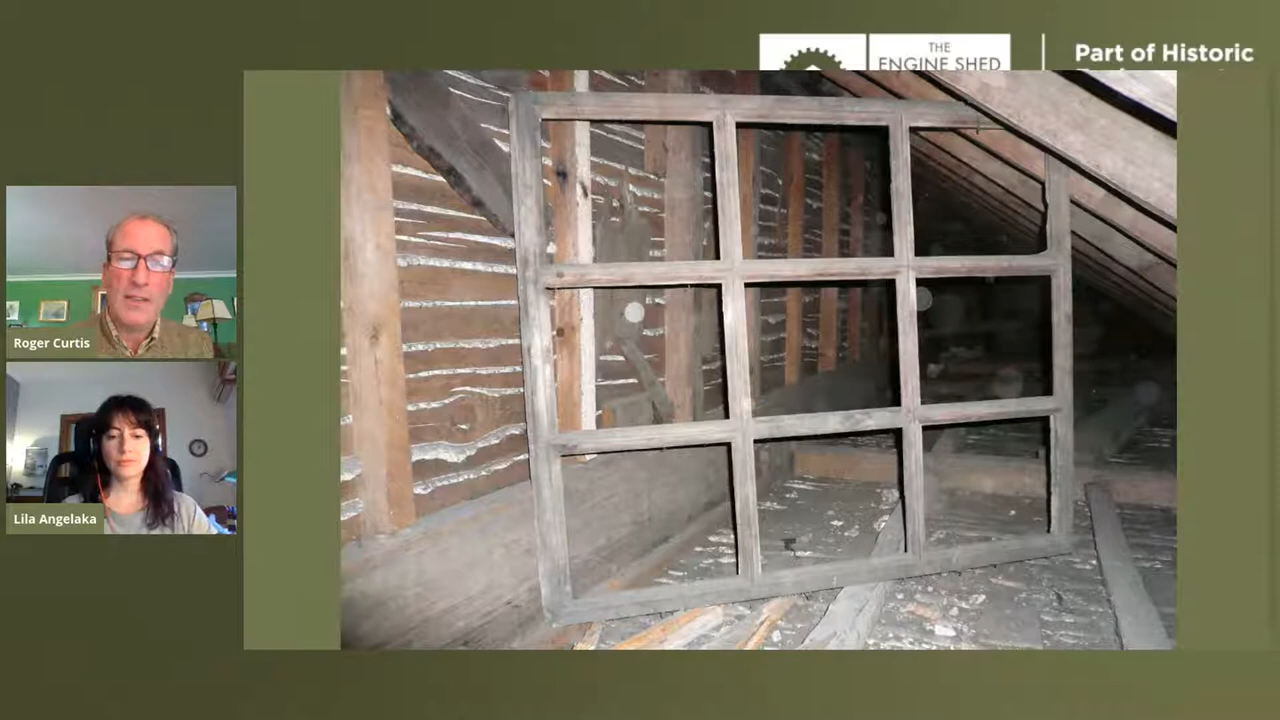 THE
ENGINE SHED
Part of Historic
Roger Curtis
Lila Angelaka